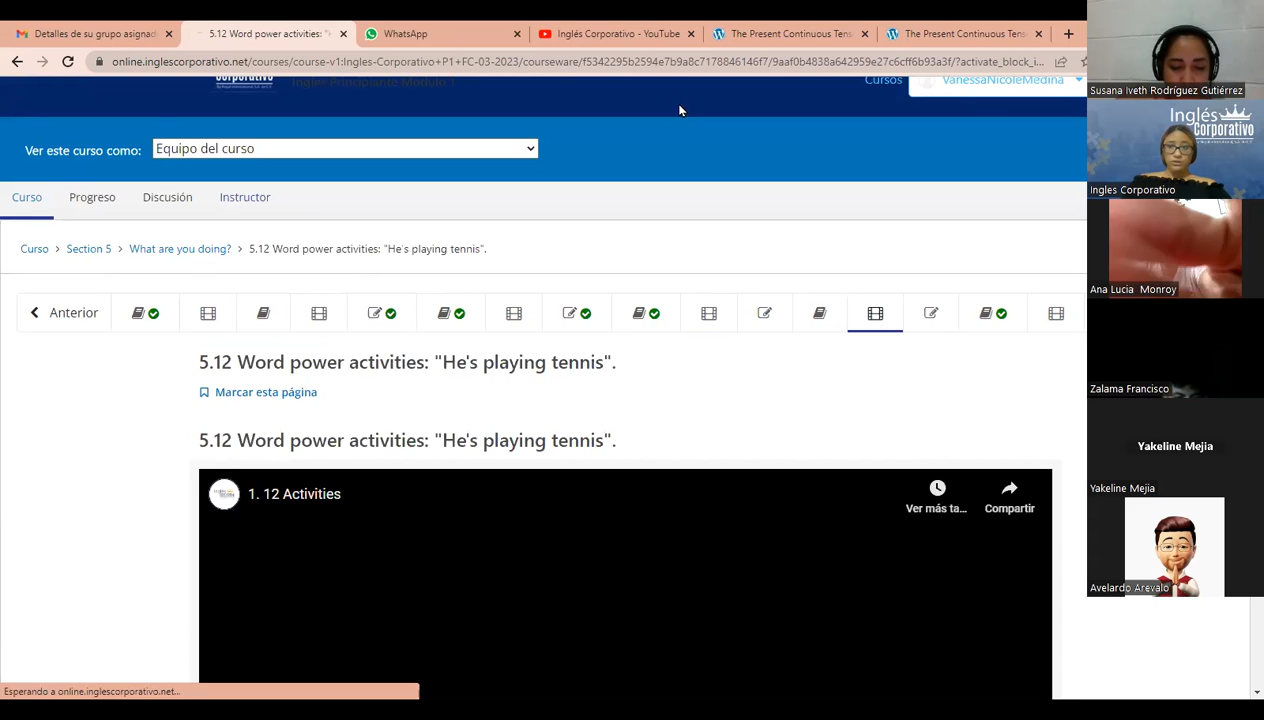 Detalles de su grupo asignad
5.12 Word power activities: "
WhatsApp
Inglés Corporativo - YouTube
The Present Continuous Tens
The Present Continuous Tens
online.inglescorporativo.net/courses/course-v1:Ingles-Corporativo+P1+FC-03-2023/courseware/f5342295b2594e7b9a8c7178846146f7/9aaf0b4838a642959e27c6cff6b93a3f/?activate_block_i...
Ingles Principiante Modulo 1
Cursos
VanessaNicoleMedina
Ver este curso como:
Equipo del curso
Curso
Progreso
Discusión
Instructor
Curso > Section 5 > What are you doing? > 5.12 Word power activities: "He's playing tennis".
Anterior
5.12 Word power activities: "He's playing tennis".
Marcar esta página
5.12 Word power activities: "He's playing tennis".
1. 12 Activities
Ver más ta...
Compartir
Esperando a online.inglescorporativo.net...
Susana Iveth Rodríguez Gutiérrez
Inglés
Corporativo
Ingles Corporativo
Ana Lucia Monroy
Zalama Francisco
Yakeline Mejia
Yakeline Mejia
Avelardo Arevalo